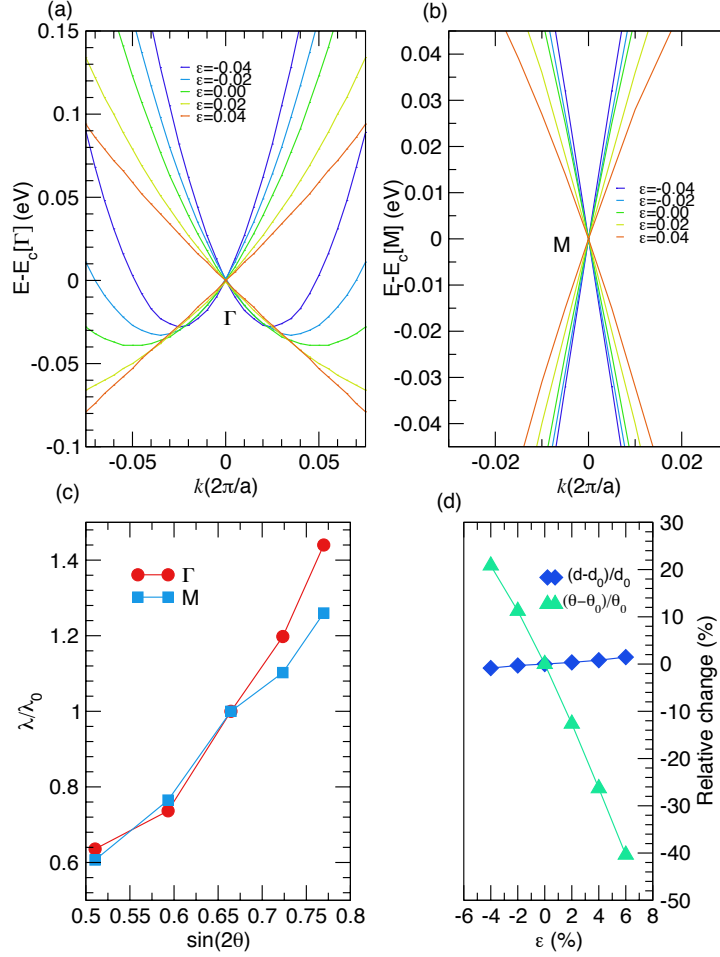 (a)
0.15
0.1
0.05
0
-0.05
-0.1
E-E_c[Γ] (eV)
ε=-0.04
ε=-0.02
ε=0.00
ε=0.02
ε=0.04
Γ
-0.05 0 0.05
k(2π/a)
(b)
0.04
0.03
0.02
0.01
0
-0.01
-0.02
-0.03
-0.04
E-E_c[M] (eV)
ε=-0.04
ε=-0.02
ε=0.00
ε=0.02
ε=0.04
M
-0.02 0 0.02
k(2π/a)
(c)
1.4
1.2
1
0.8
0.6
λ/λ_0
Γ
M
0.5 0.55 0.6 0.65 0.7 0.75 0.8
sin(2θ)
(d)
(d-d_0)/d_0
(θ-θ_0)/θ_0
30
20
10
0
-10
-20
-30
-40
-50
Relative change (%)
-6 -4 -2 0 2 4 6 8
ε (%)